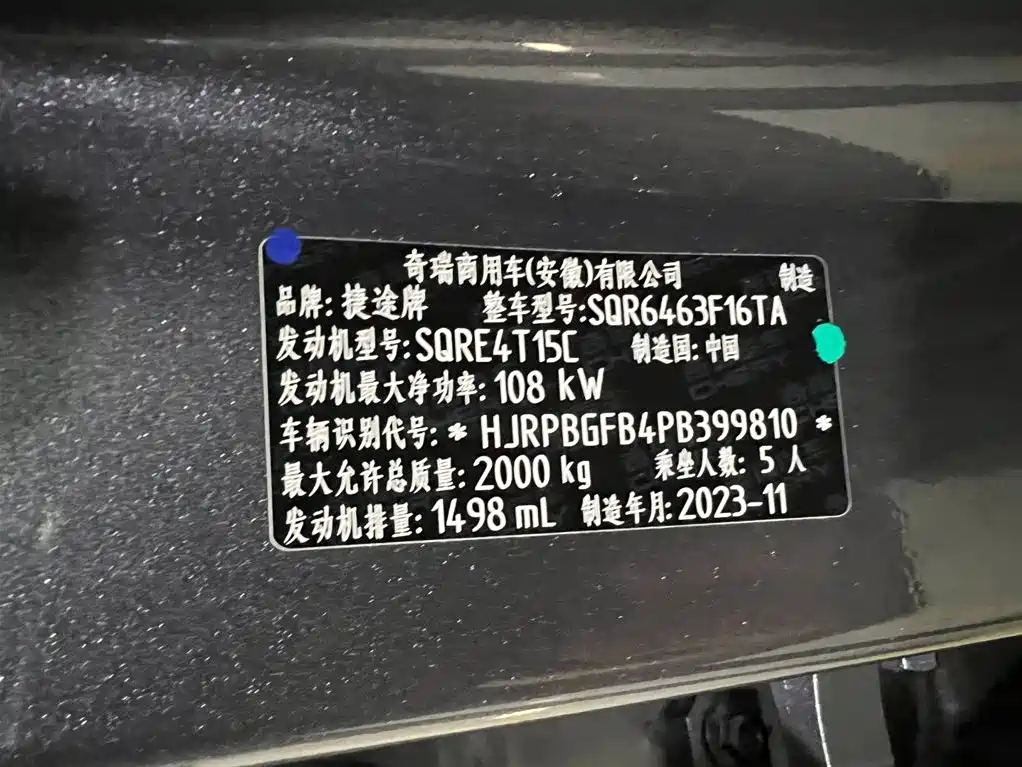 奇瑞商用车(安徽)有限公司 制造
品牌: 捷途牌 整车型号:SQR6463F16TA
发动机型号:SQRE4T15C 制造国: 中国
发动机最大净功率: 108 kW
车辆识别代号: * HJRPBGFB4PB399810 *
最大允许总质量: 2000 kg 乘坐人数: 5 人
发动机排量: 1498 mL 制造年月: 2023-11